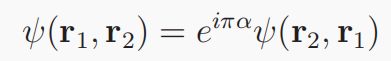 ψ(r₁, r₂) = e^{iπα}ψ(r₂, r₁)